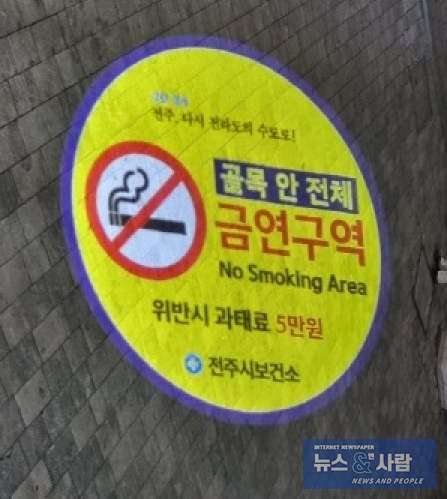 전주, 다시 전라도의 수도로!
골목 안 전체
금연구역
No Smoking Area
위반시 과태료 5만원
전주시보건소
INTERNET NEWSPAPER
뉴스&앤사람
NEWS AND PEOPLE